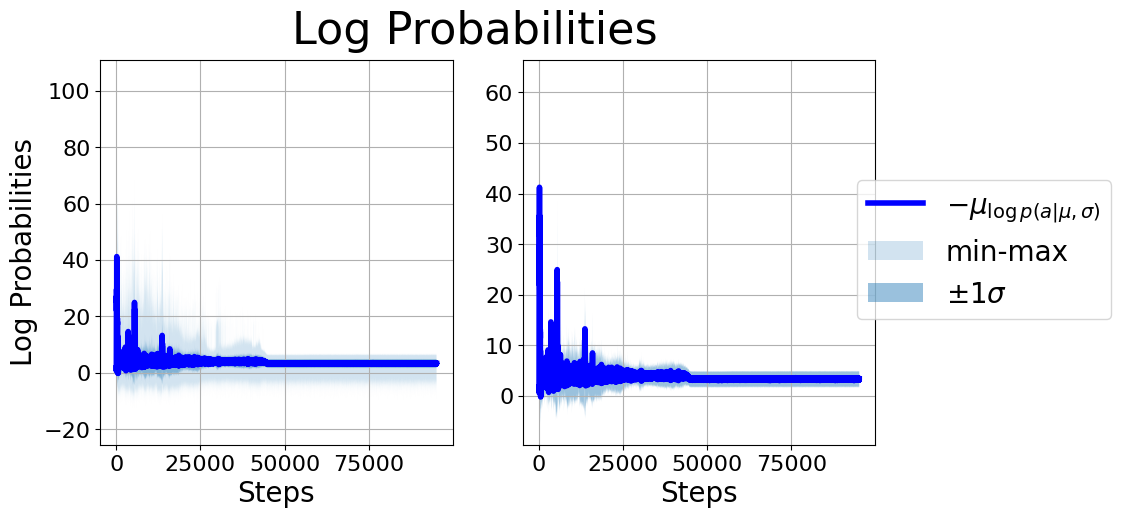 Log Probabilities
Log Probabilities
100
80
60
40
20
0
−20
0 25000 50000 75000
Steps
60
50
40
30
20
10
0
0 25000 50000 75000
Steps
−μ_{log p(a|μ, σ)}
min-max
±1σ